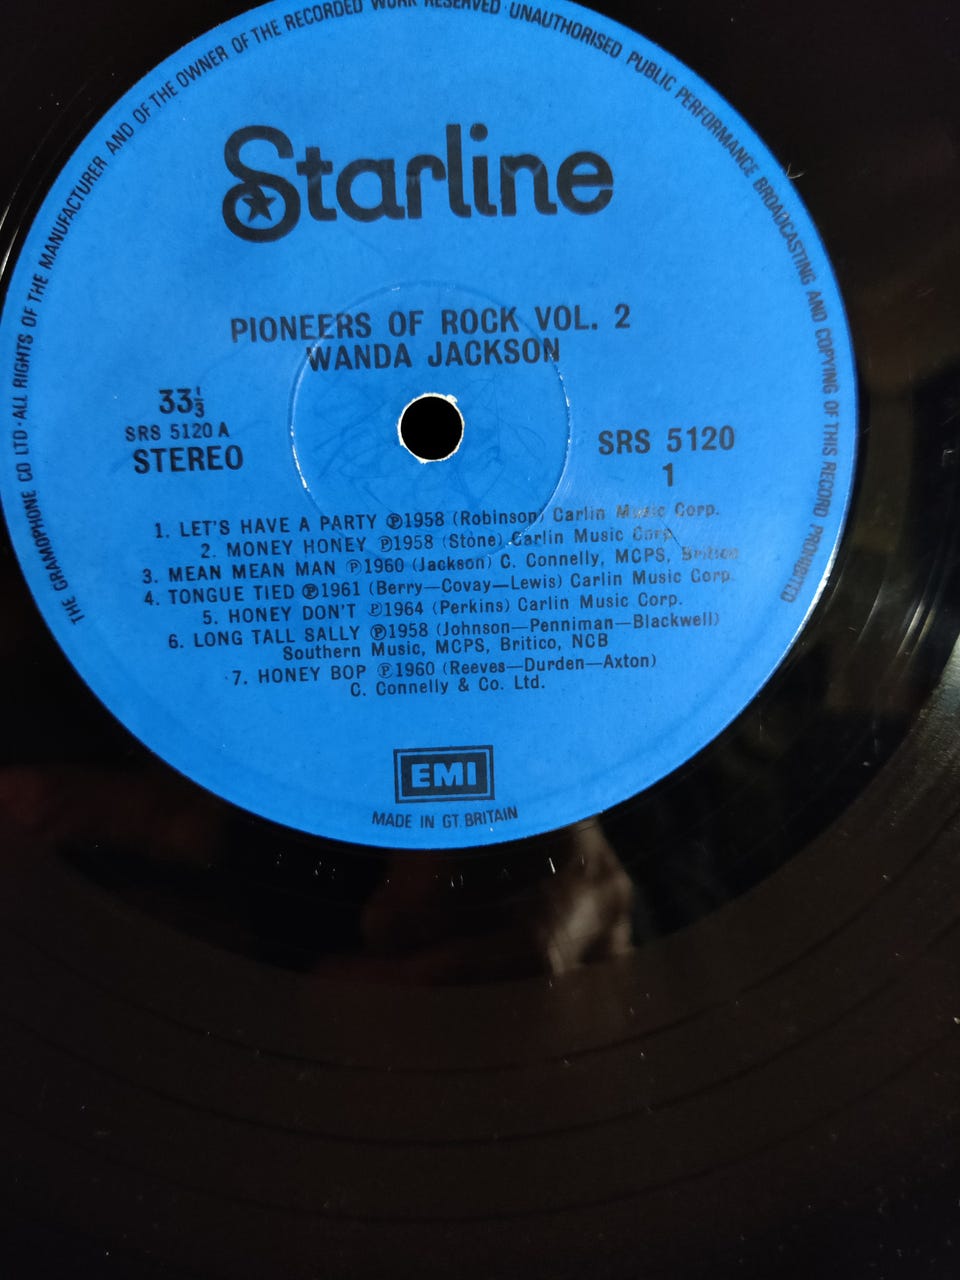 THE GRAMOPHONE CO LTD · ALL RIGHTS OF THE MANUFACTURER AND OF THE OWNER OF THE RECORDED WORK RESERVED · UNAUTHORISED PUBLIC PERFORMANCE BROADCASTING AND COPYING OF THIS RECORD PROHIBITED
Starline
PIONEERS OF ROCK VOL. 2
WANDA JACKSON
33⅓
SRS 5120 A
STEREO
SRS 5120
1
1. LET'S HAVE A PARTY ℗1958 (Robinson) Carlin Music Corp.
2. MONEY HONEY ℗1958 (Stone) Carlin Music Corp.
3. MEAN MEAN MAN ℗1960 (Jackson) C. Connelly, MCPS, Britico
4. TONGUE TIED ℗1961 (Berry—Covay—Lewis) Carlin Music Corp.
5. HONEY DON'T ℗1964 (Perkins) Carlin Music Corp.
6. LONG TALL SALLY ℗1958 (Johnson—Penniman—Blackwell)
Southern Music, MCPS, Britico, NCB
7. HONEY BOP ℗1960 (Reeves—Durden—Axton)
C. Connelly & Co. Ltd.
EMI
MADE IN GT. BRITAIN